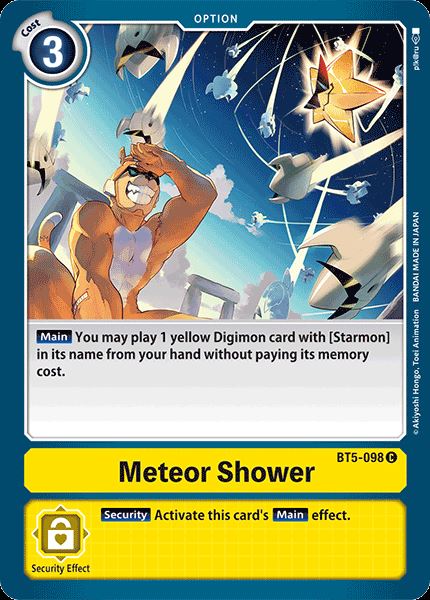 OPTION
Cost
3
plk@ru
Main You may play 1 yellow Digimon card with [Starmon]
in its name from your hand without paying its memory
cost.
© Akiyoshi Hongo, Toei Animation BANDAI MADE IN JAPAN
BT5-098 C
Meteor Shower
Security Activate this card's Main effect.
Security Effect